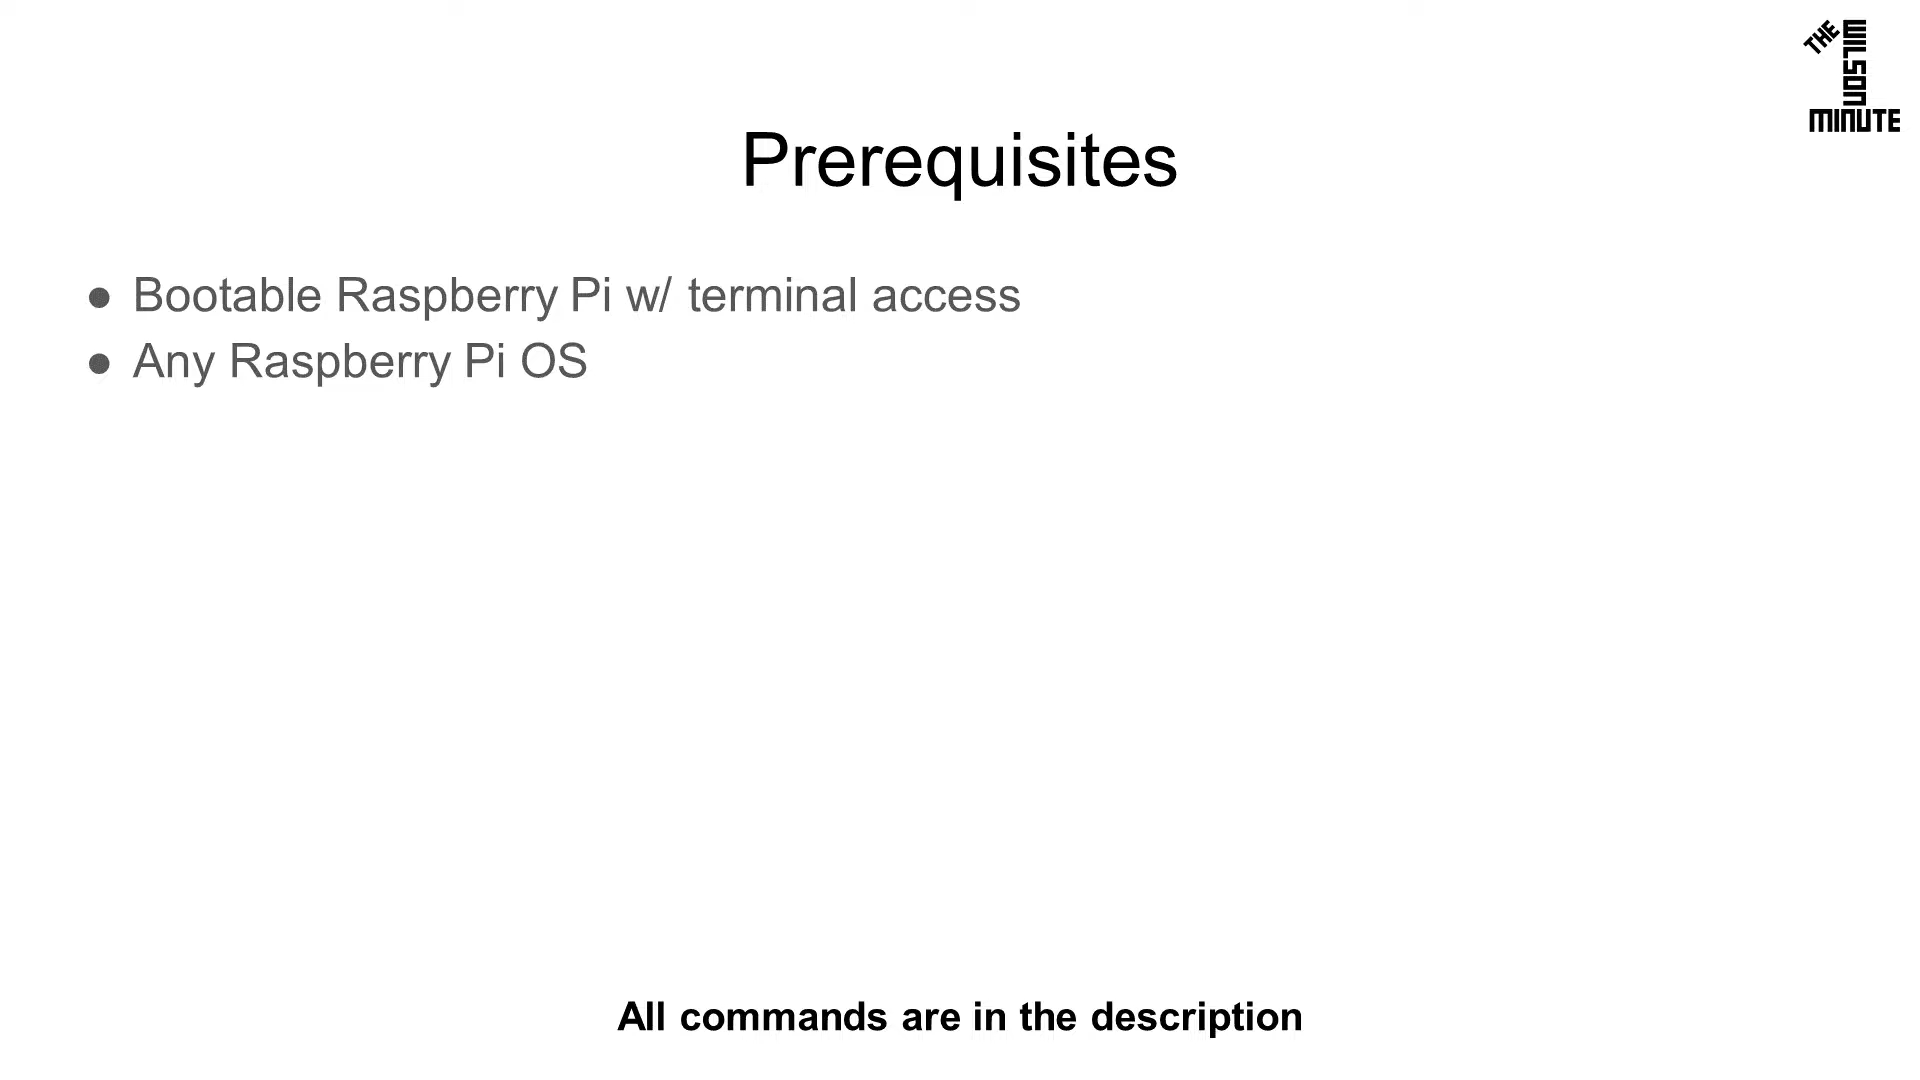 THE
WILSON
MINUTE
Prerequisites
● Bootable Raspberry Pi w/ terminal access
● Any Raspberry Pi OS
All commands are in the description